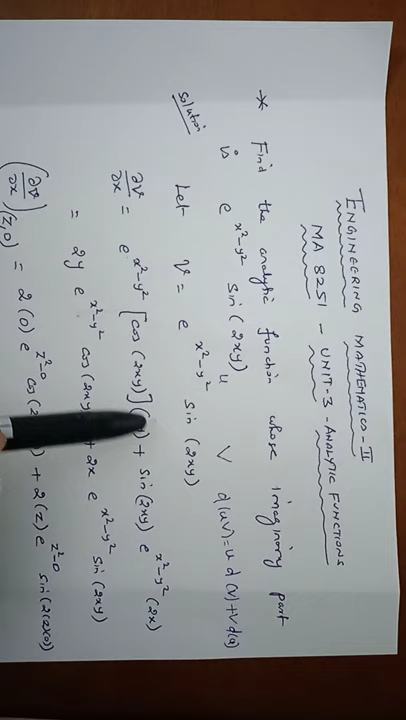 ENGINEERING MATHEMATICS-II
MA 8251 - UNIT-3 - ANALYTIC FUNCTIONS
* Find the analytic function whose imaginary part
is e^{x²-y²} sin(2xy) u V d(uv)=u d(v)+vd(u)
Solution
Let V = e^{x²-y²} sin(2xy)
∂V/∂x = e^{x²-y²} [cos(2xy)] + sin(2xy) e^{x²-y²} (2x)
= 2y e^{x²-y²} cos(2xy) + 2x e^{x²-y²} sin(2xy)
(∂V/∂x)(z,0) = 2(0) e^{z²-0} cos(2 + 2(z) e^{z²-0} sin(2(z)(0))